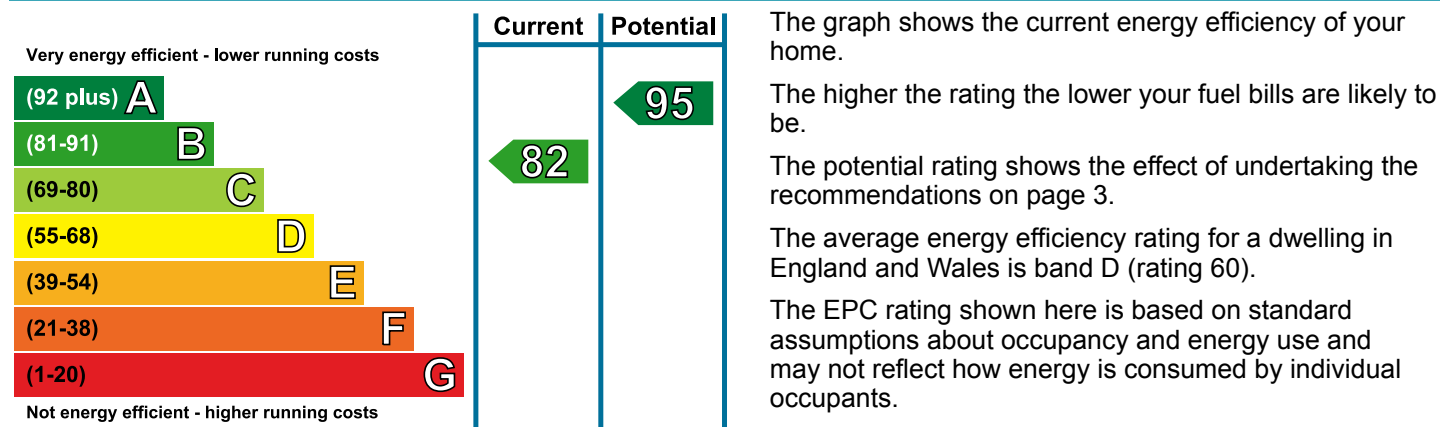 Current Potential
Very energy efficient - lower running costs
(92 plus) A
95
(81-91) B
82
(69-80) C
(55-68) D
(39-54) E
(21-38) F
(1-20) G
Not energy efficient - higher running costs
The graph shows the current energy efficiency of your
home.
The higher the rating the lower your fuel bills are likely to
be.
The potential rating shows the effect of undertaking the
recommendations on page 3.
The average energy efficiency rating for a dwelling in
England and Wales is band D (rating 60).
The EPC rating shown here is based on standard
assumptions about occupancy and energy use and
may not reflect how energy is consumed by individual
occupants.